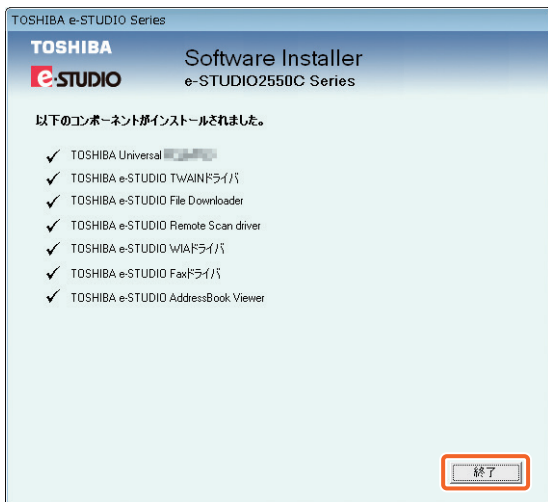 TOSHIBA e-STUDIO Series
TOSHIBA
e-STUDIO
Software Installer
e-STUDIO2550C Series
以下のコンポーネントがインストールされました。
TOSHIBA Universal
TOSHIBA e-STUDIO TWAINドライバ
TOSHIBA e-STUDIO File Downloader
TOSHIBA e-STUDIO Remote Scan driver
TOSHIBA e-STUDIO WIAドライバ
TOSHIBA e-STUDIO Faxドライバ
TOSHIBA e-STUDIO AddressBook Viewer
終了